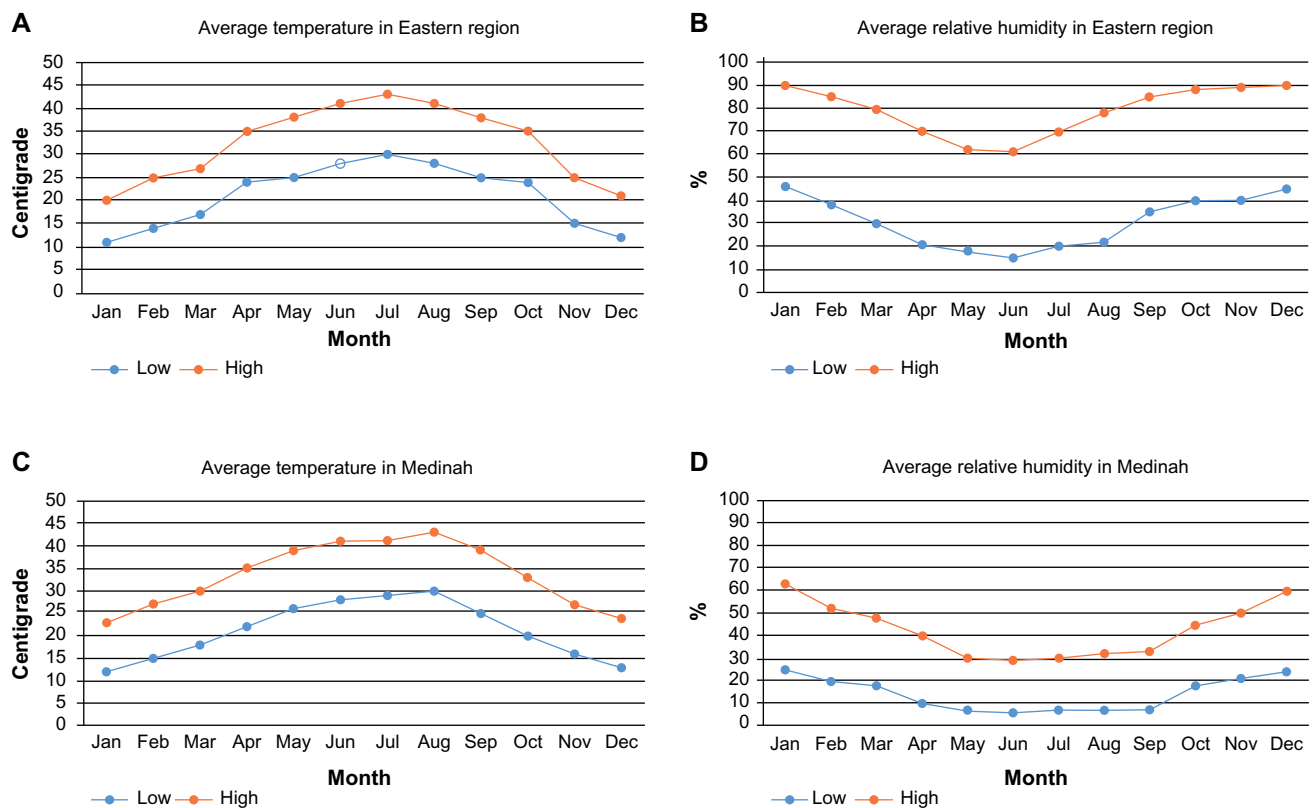 A
Average temperature in Eastern region
Centigrade
50
45
40
35
30
25
20
15
10
5
0
Jan Feb Mar Apr May Jun Jul Aug Sep Oct Nov Dec
Month
Low High
B
Average relative humidity in Eastern region
%
100
90
80
70
60
50
40
30
20
10
0
Jan Feb Mar Apr May Jun Jul Aug Sep Oct Nov Dec
Month
Low High
C
Average temperature in Medinah
Centigrade
50
45
40
35
30
25
20
15
10
5
0
Jan Feb Mar Apr May Jun Jul Aug Sep Oct Nov Dec
Month
Low High
D
Average relative humidity in Medinah
%
100
90
80
70
60
50
40
30
20
10
0
Jan Feb Mar Apr May Jun Jul Aug Sep Oct Nov Dec
Month
Low High